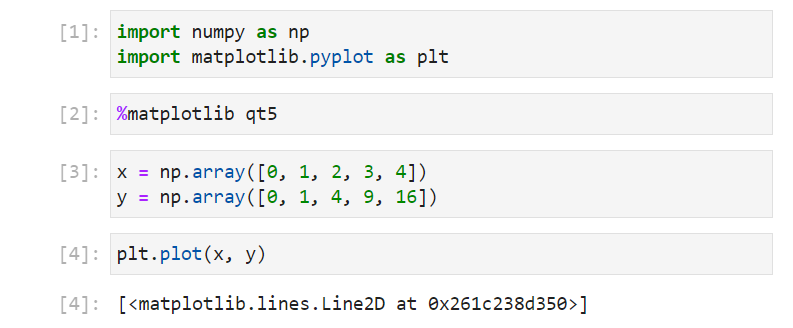 [1]: import numpy as np
import matplotlib.pyplot as plt
[2]: %matplotlib qt5
[3]: x = np.array([0, 1, 2, 3, 4])
y = np.array([0, 1, 4, 9, 16])
[4]: plt.plot(x, y)
[4]: [<matplotlib.lines.Line2D at 0x261c238d350>]